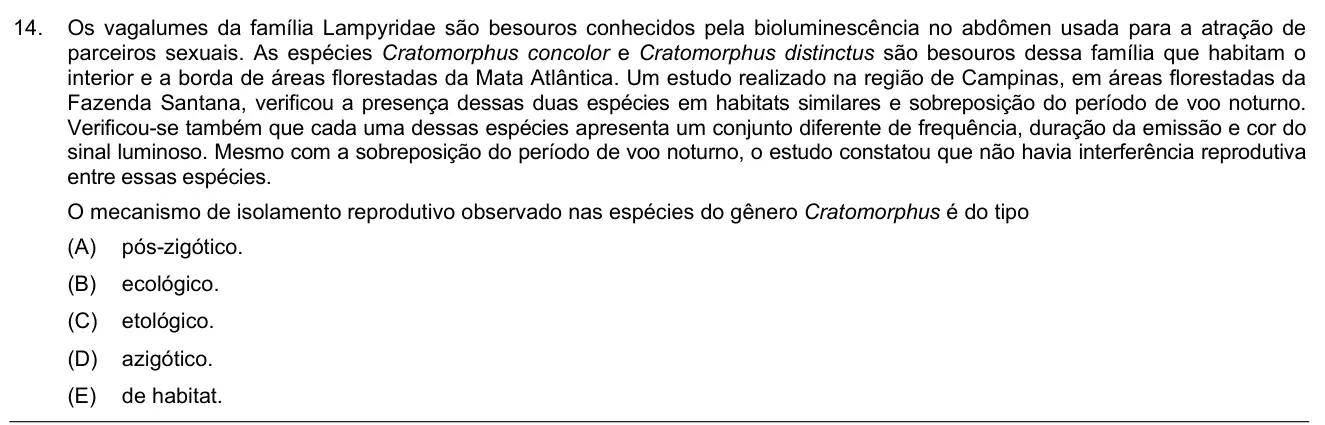 14. Os vagalumes da família Lampyridae são besouros conhecidos pela bioluminescência no abdômen usada para a atração de
parceiros sexuais. As espécies Cratomorphus concolor e Cratomorphus distinctus são besouros dessa família que habitam o
interior e a borda de áreas florestadas da Mata Atlântica. Um estudo realizado na região de Campinas, em áreas florestadas da
Fazenda Santana, verificou a presença dessas duas espécies em habitats similares e sobreposição do período de voo noturno.
Verificou-se também que cada uma dessas espécies apresenta um conjunto diferente de frequência, duração da emissão e cor do
sinal luminoso. Mesmo com a sobreposição do período de voo noturno, o estudo constatou que não havia interferência reprodutiva
entre essas espécies.
O mecanismo de isolamento reprodutivo observado nas espécies do gênero Cratomorphus é do tipo
(A) pós-zigótico.
(B) ecológico.
(C) etológico.
(D) azigótico.
(E) de habitat.